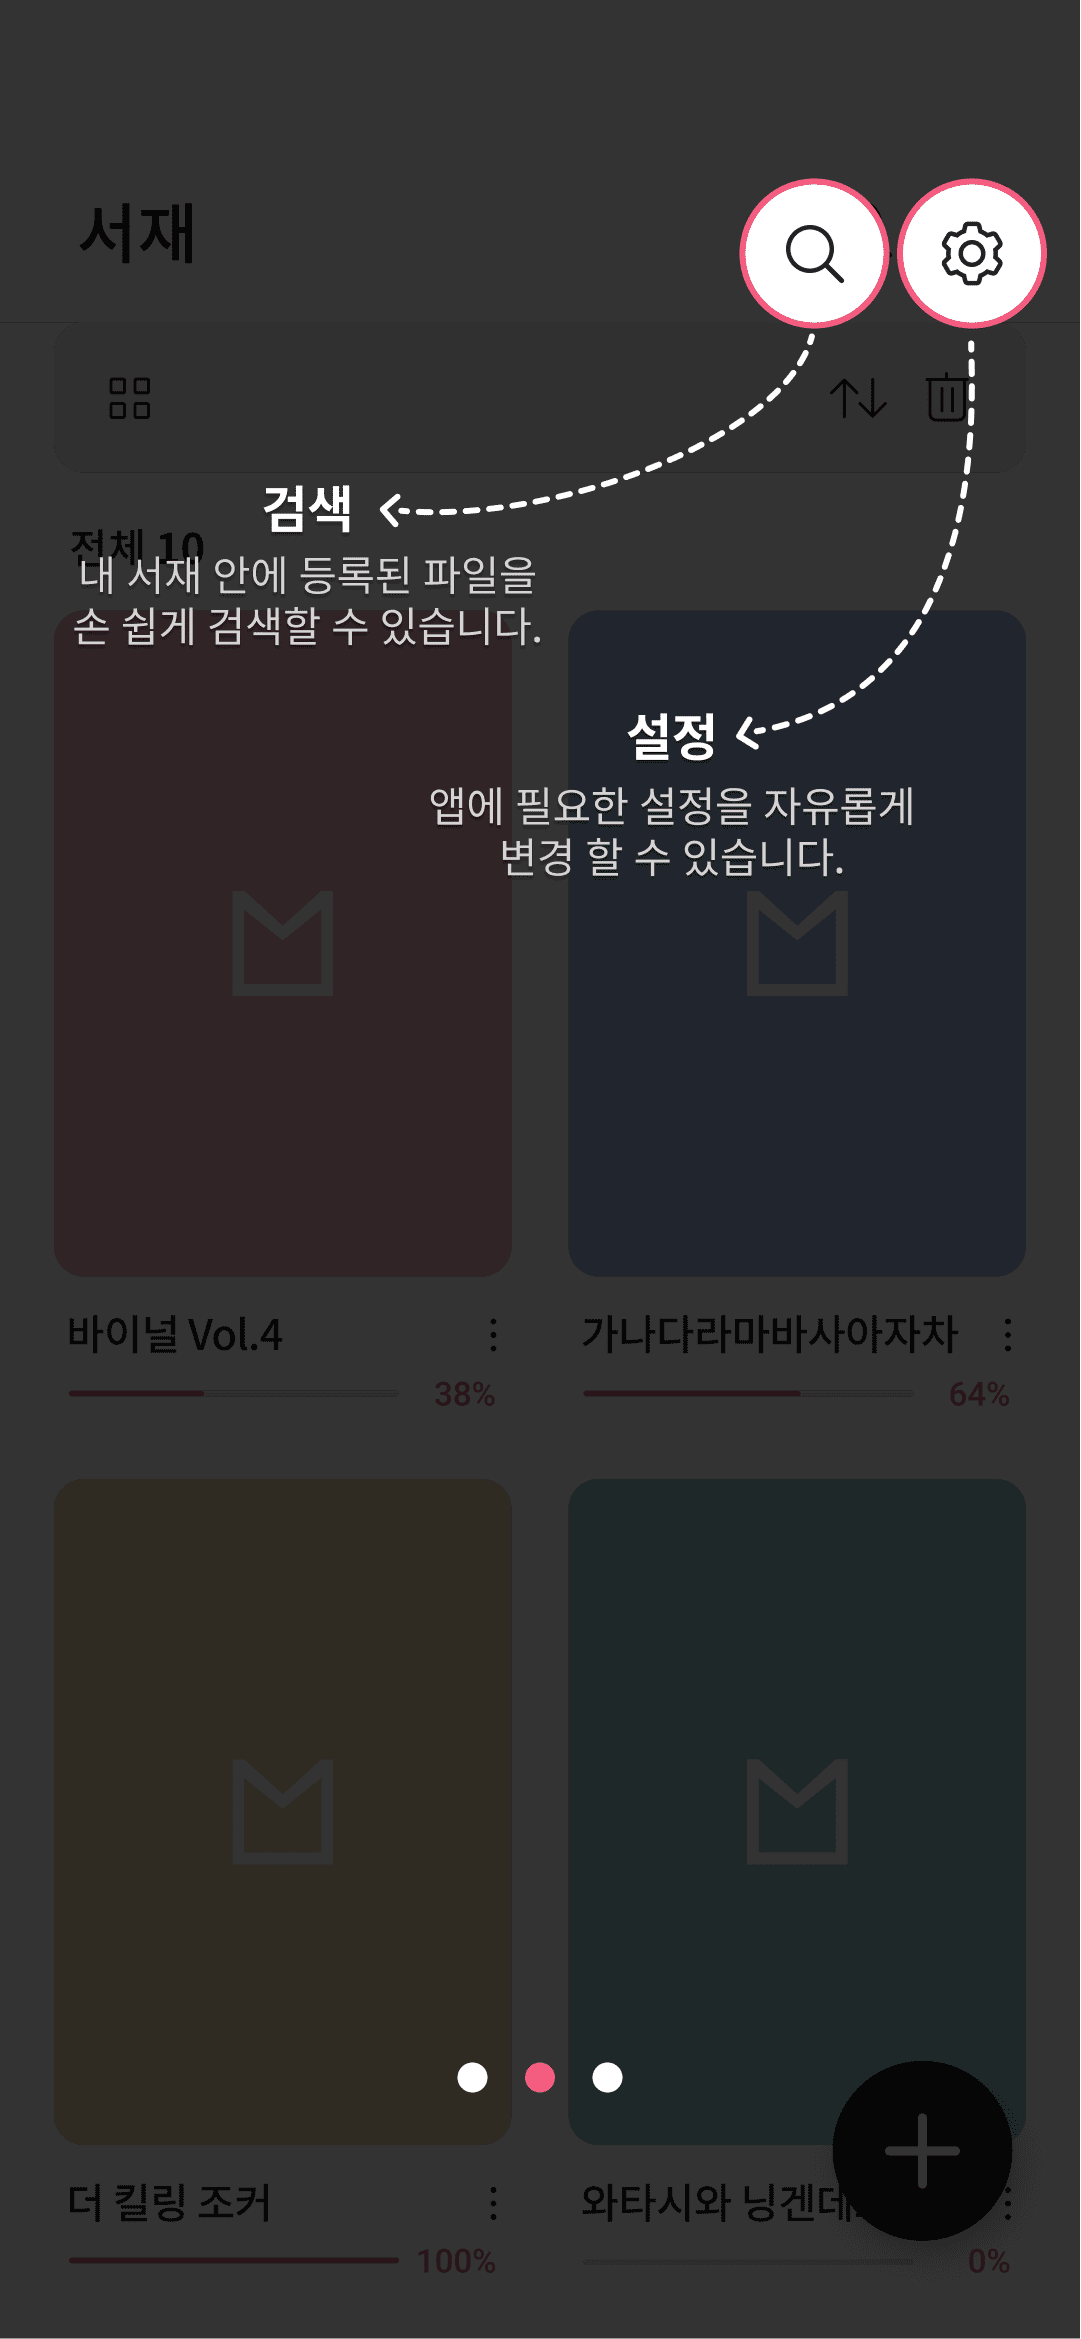 서재
검색
전체 10
내 서재 안에 등록된 파일을
손 쉽게 검색할 수 있습니다.
설정
앱에 필요한 설정을 자유롭게
변경 할 수 있습니다.
바이널 Vol.4
38%
가나다라마바사아자차
64%
더 킬링 조커
100%
와타시와 닝겐데
0%